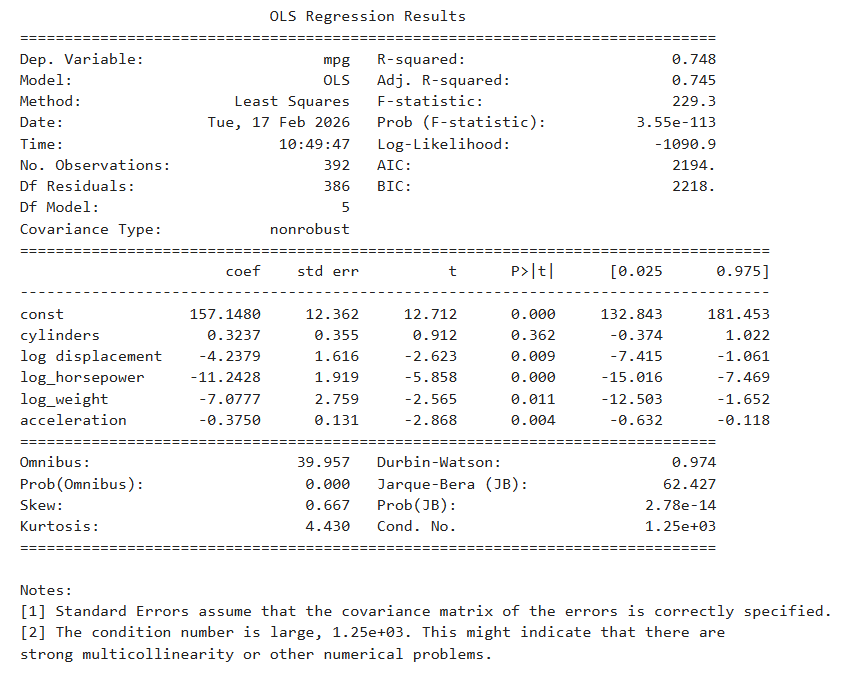 OLS Regression Results
==============================================================================
Dep. Variable:                    mpg   R-squared:                       0.748
Model:                            OLS   Adj. R-squared:                  0.745
Method:                 Least Squares   F-statistic:                     229.3
Date:                Tue, 17 Feb 2026   Prob (F-statistic):          3.55e-113
Time:                        10:49:47   Log-Likelihood:                -1090.9
No. Observations:                 392   AIC:                             2194.
Df Residuals:                     386   BIC:                             2218.
Df Model:                           5
Covariance Type:            nonrobust
====================================================================================
                       coef    std err          t      P>|t|      [0.025      0.975]
------------------------------------------------------------------------------------
const              157.1480     12.362     12.712      0.000     132.843     181.453
cylinders            0.3237      0.355      0.912      0.362      -0.374       1.022
log displacement    -4.2379      1.616     -2.623      0.009      -7.415      -1.061
log_horsepower     -11.2428      1.919     -5.858      0.000     -15.016      -7.469
log_weight          -7.0777      2.759     -2.565      0.011     -12.503      -1.652
acceleration        -0.3750      0.131     -2.868      0.004      -0.632      -0.118
==============================================================================
Omnibus:                       39.957   Durbin-Watson:                   0.974
Prob(Omnibus):                  0.000   Jarque-Bera (JB):               62.427
Skew:                           0.667   Prob(JB):                     2.78e-14
Kurtosis:                       4.430   Cond. No.                     1.25e+03
==============================================================================
Notes:
[1] Standard Errors assume that the covariance matrix of the errors is correctly specified.
[2] The condition number is large, 1.25e+03. This might indicate that there are
strong multicollinearity or other numerical problems.